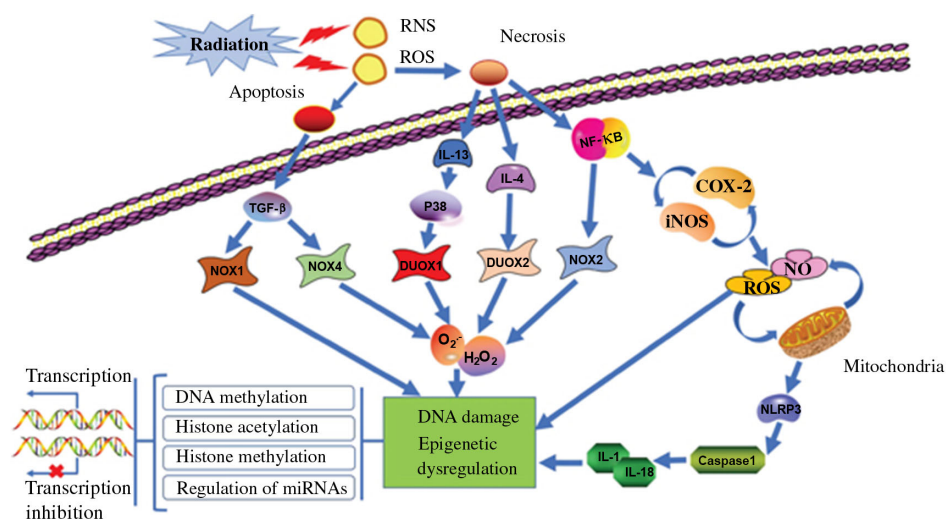 RNS
Radiation
ROS
Necrosis
Apoptosis
NF-κB
IL-13
IL-4
COX-2
iNOS
TGF-β
P38
NOX1
NOX4
DUOX1
DUOX2
NOX2
NO
ROS
O₂·-
H₂O₂
Mitochondria
Transcription
DNA methylation
Histone acetylation
Histone methylation
Regulation of miRNAs
Transcription
inhibition
DNA damage
Epigenetic
dysregulation
NLRP3
IL-1
IL-18
Caspase1